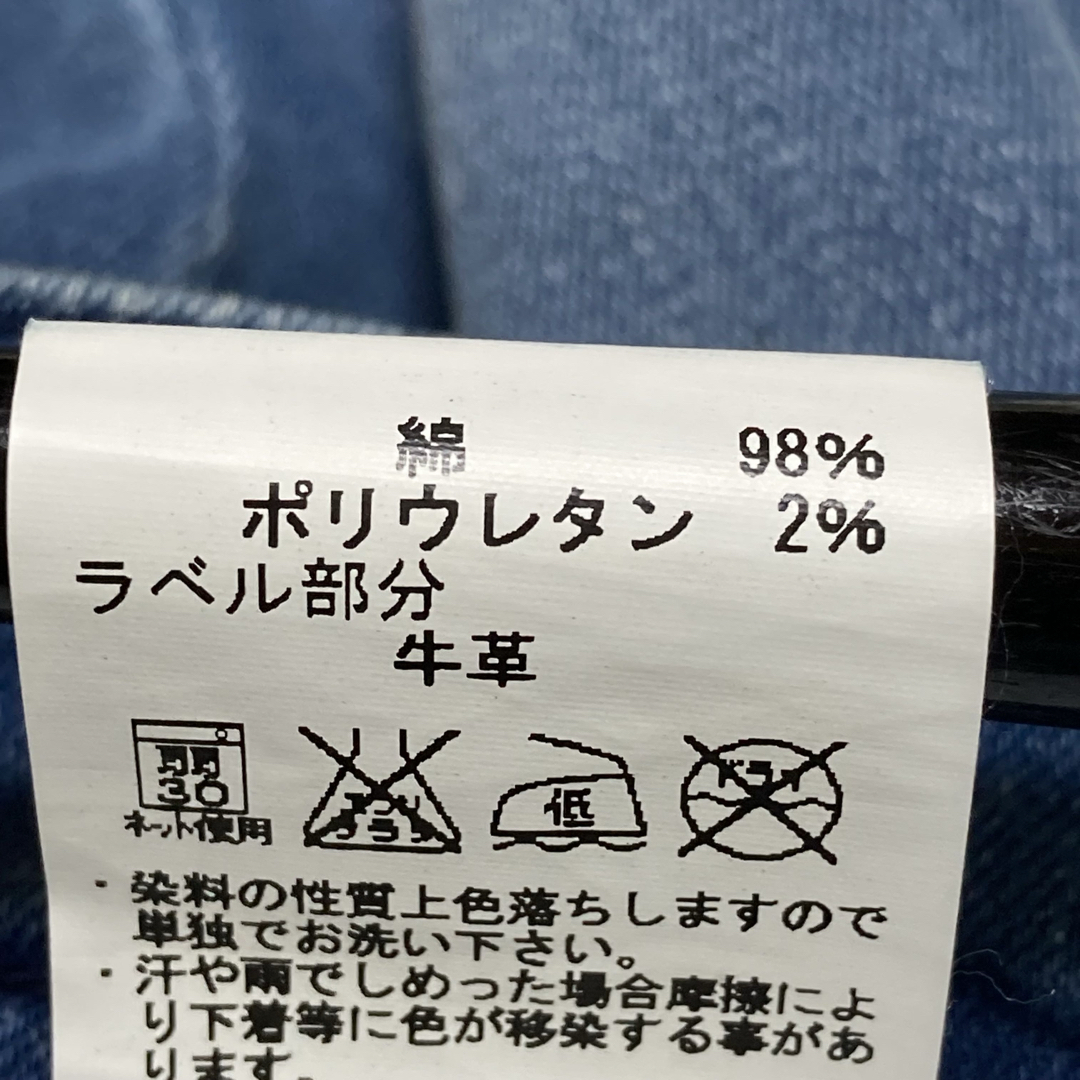 綿 98%
ポリウレタン 2%
ラベル部分
牛革
30
ネット使用
エンソ
サラシ
低
ドライ
・染料の性質上色落ちしますので
単独でお洗い下さい。
・汗や雨でしめった場合摩擦によ
り下着等に色が移染する事があ
ります。